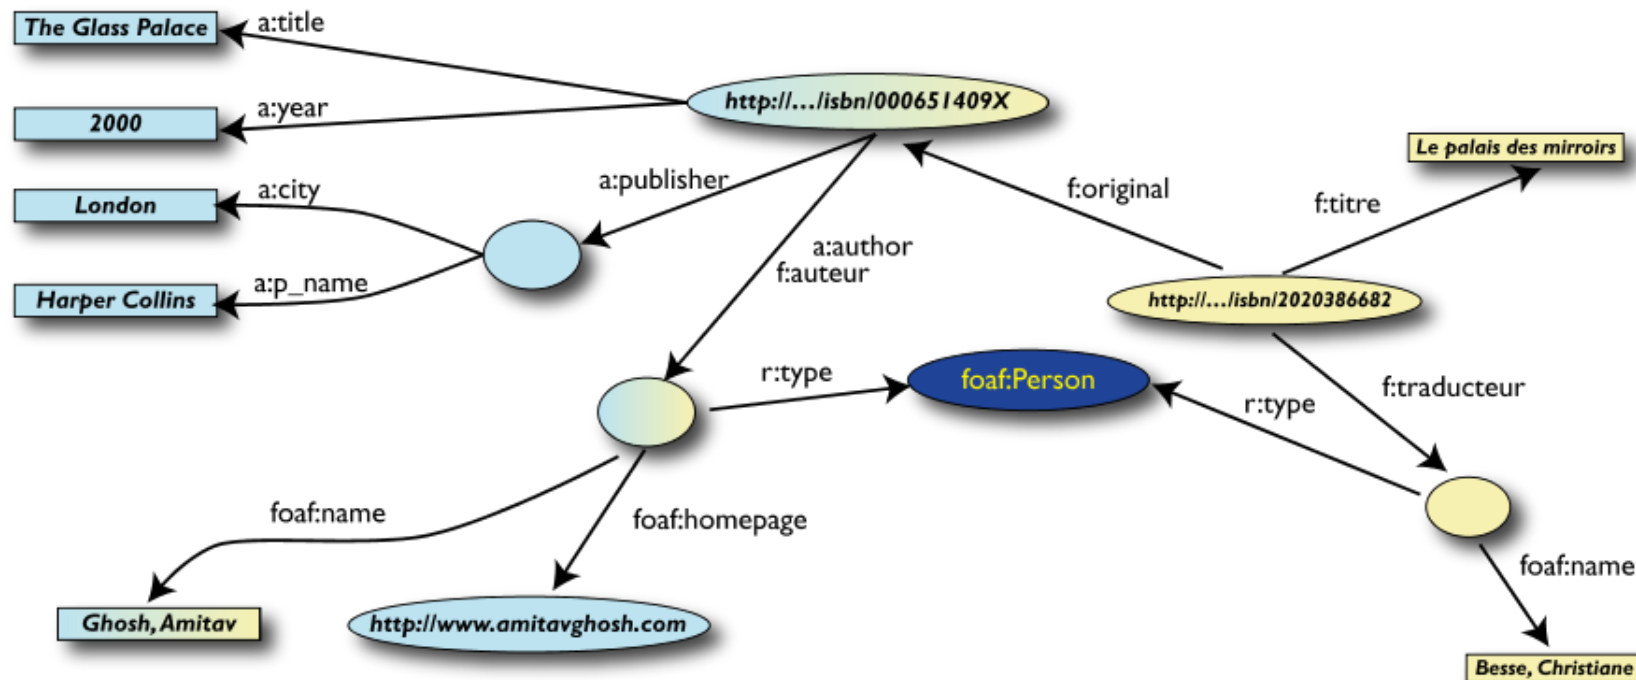 The Glass Palace
a:title
http://.../isbn/000651409X
2000
a:year
Le palais des mirroirs
London
a:city
a:publisher
f:original
f:titre
a:author
f:auteur
Harper Collins
a:p_name
http://.../isbn/2020386682
r:type
foaf:Person
r:type
f:traducteur
foaf:name
foaf:homepage
foaf:name
Ghosh, Amitav
http://www.amitavghosh.com
Besse, Christiane